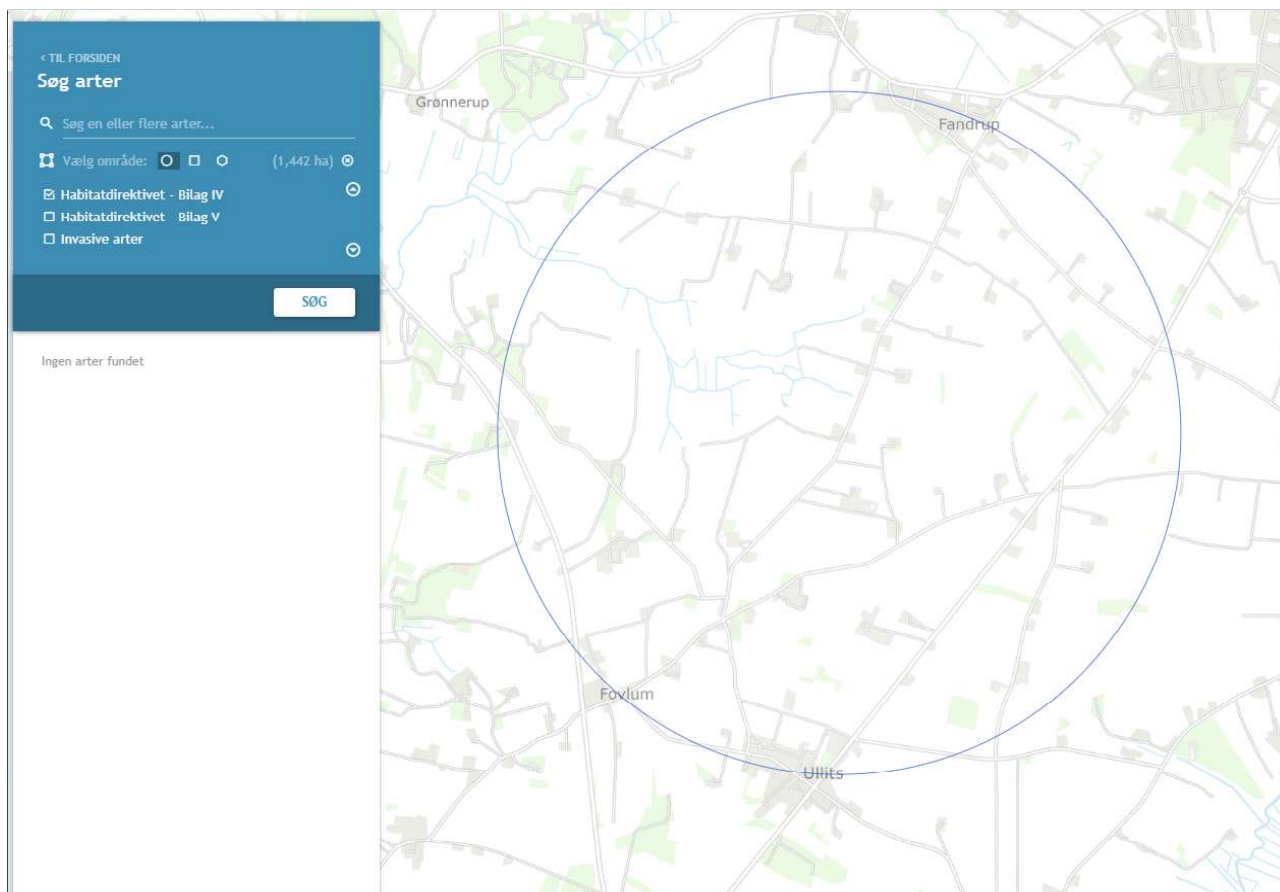 < TIL FORSIDEN
Søg arter
Søg en eller flere arter...
Vælg område: (1,442 ha)
Habitatdirektivet - Bilag IV
Habitatdirektivet Bilag V
Invasive arter
SØG
Ingen arter fundet
Grønnerup
Fandrup
Fovlum
Ullits